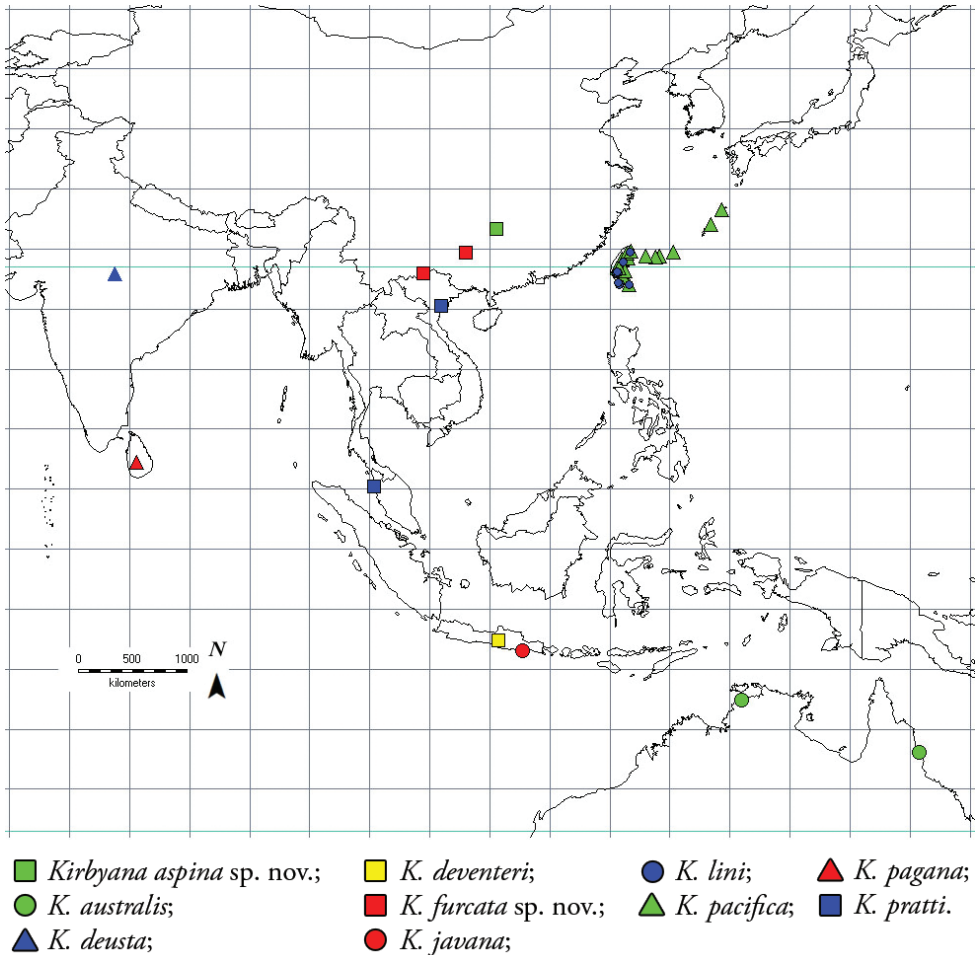 N
0 500 1000
kilometers
Kirbyana aspina sp. nov.; K. deventeri; K. lini; K. pagana;
K. australis; K. furcata sp. nov.; K. pacifica; K. pratti.
K. deusta; K. javana;